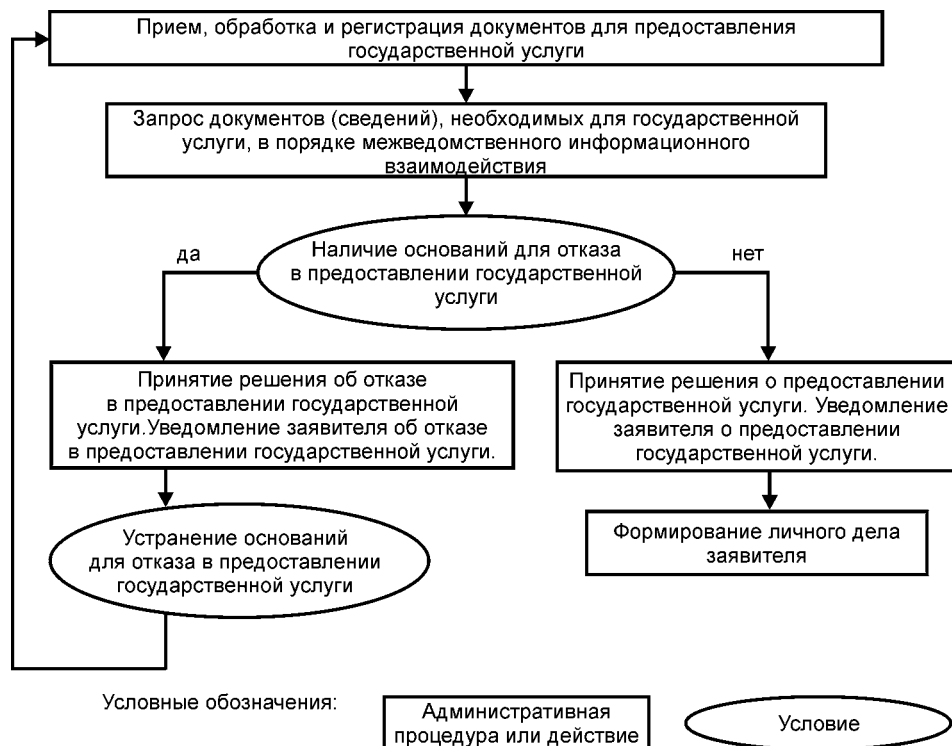 Прием, обработка и регистрация документов для предоставления
государственной услуги
Запрос документов (сведений), необходимых для государственной
услуги, в порядке межведомственного информационного
взаимодействия
Наличие оснований для отказа
в предоставлении государственной
услуги
да
нет
Принятие решения об отказе
в предоставлении государственной
услуги.Уведомление заявителя об отказе
в предоставлении государственной услуги.
Принятие решения о предоставлении
государственной услуги. Уведомление
заявителя о предоставлении
государственной услуги.
Устранение оснований
для отказа в предоставлении
государственной услуги
Формирование личного дела
заявителя
Условные обозначения:
Административная
процедура или действие
Условие